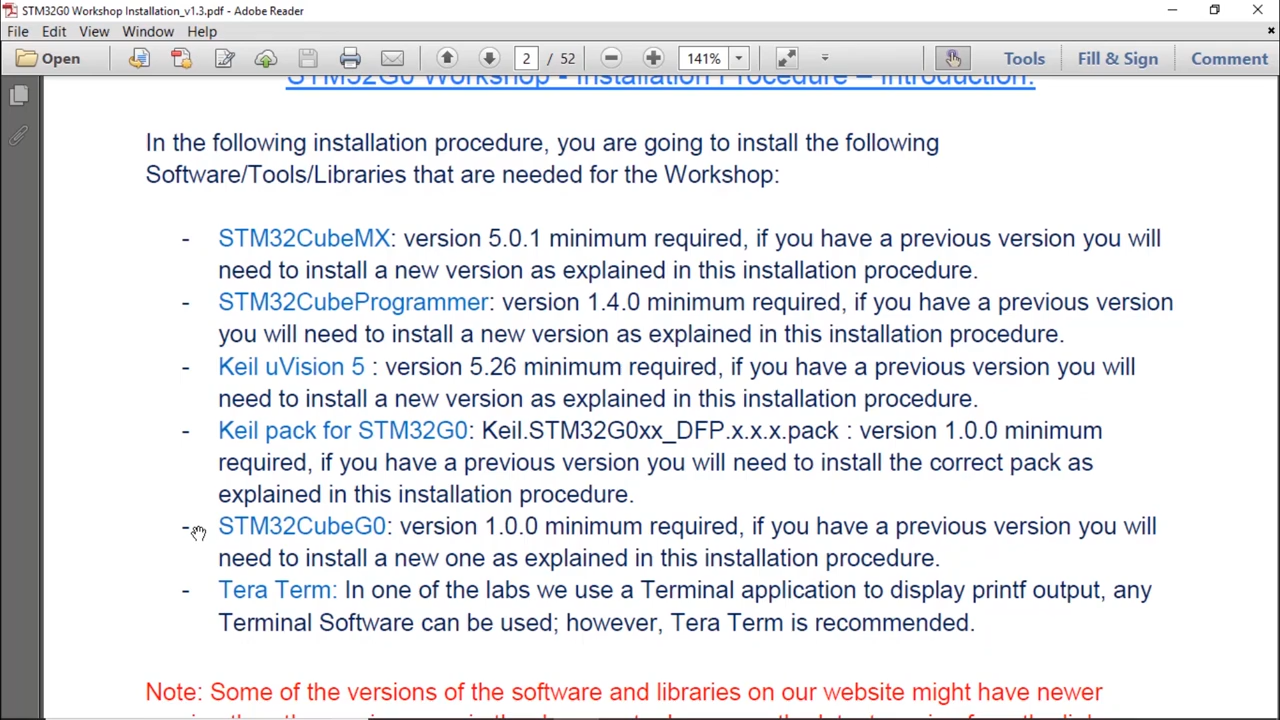 STM32G0 Workshop Installation_v1.3.pdf - Adobe Reader
File Edit View Window Help
Open 2 / 52 141% Tools Fill & Sign Comment
STM32G0 Workshop - Installation Procedure – Introduction:
In the following installation procedure, you are going to install the following
Software/Tools/Libraries that are needed for the Workshop:
- STM32CubeMX: version 5.0.1 minimum required, if you have a previous version you will
need to install a new version as explained in this installation procedure.
- STM32CubeProgrammer: version 1.4.0 minimum required, if you have a previous version
you will need to install a new version as explained in this installation procedure.
- Keil uVision 5 : version 5.26 minimum required, if you have a previous version you will
need to install a new version as explained in this installation procedure.
- Keil pack for STM32G0: Keil.STM32G0xx_DFP.x.x.x.pack : version 1.0.0 minimum
required, if you have a previous version you will need to install the correct pack as
explained in this installation procedure.
- STM32CubeG0: version 1.0.0 minimum required, if you have a previous version you will
need to install a new one as explained in this installation procedure.
- Tera Term: In one of the labs we use a Terminal application to display printf output, any
Terminal Software can be used; however, Tera Term is recommended.
Note: Some of the versions of the software and libraries on our website might have newer